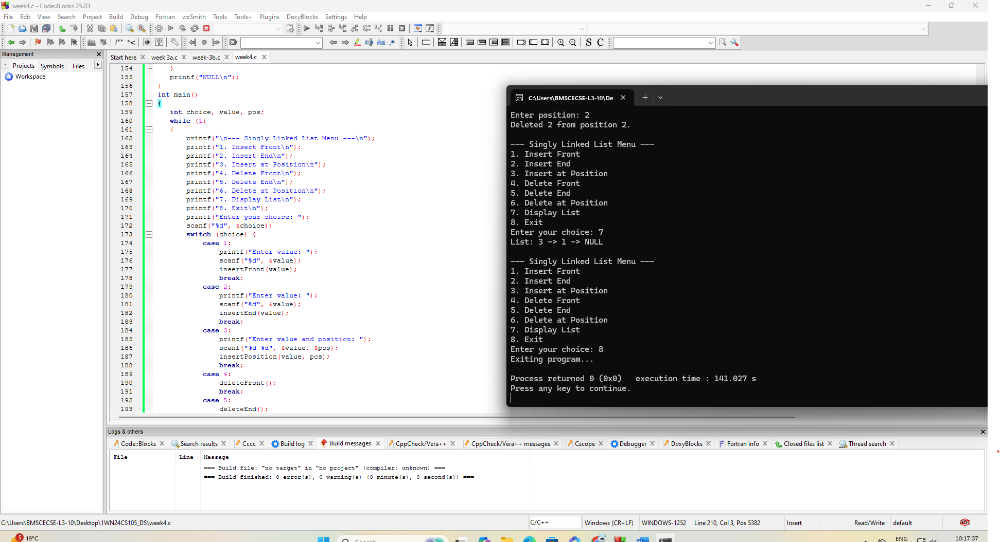 week4.c - Code::Blocks 25.03
File Edit View Search Project Build Debug Fortran wxSmith Tools Tools+ Plugins DoxyBlocks Settings Help
Management
Projects Symbols Files
Workspace
Start here week 3a.c week-3b.c week4.c
154 }
155 printf("NULL\n");
156 }
157 int main()
158 {
159 int choice, value, pos;
160 while (1)
161 {
162 printf("\n--- Singly Linked List Menu ---\n");
163 printf("1. Insert Front\n");
164 printf("2. Insert End\n");
165 printf("3. Insert at Position\n");
166 printf("4. Delete Front\n");
167 printf("5. Delete End\n");
168 printf("6. Delete at Position\n");
169 printf("7. Display List\n");
170 printf("8. Exit\n");
171 printf("Enter your choice: ");
172 scanf("%d", &choice);
173 switch (choice) {
174 case 1:
175 printf("Enter value: ");
176 scanf("%d", &value);
177 insertFront(value);
178 break;
179 case 2:
180 printf("Enter value: ");
181 scanf("%d", &value);
182 insertEnd(value);
183 break;
184 case 3:
185 printf("Enter value and position: ");
186 scanf("%d %d", &value, &pos);
187 insertPosition(value, pos);
188 break;
189 case 4:
190 deleteFront();
191 break;
192 case 5:
193 deleteEnd();
C:\Users\BMSCECSE-L3-10\De
Enter position: 2
Deleted 2 from position 2.
--- Singly Linked List Menu ---
1. Insert Front
2. Insert End
3. Insert at Position
4. Delete Front
5. Delete End
6. Delete at Position
7. Display List
8. Exit
Enter your choice: 7
List: 3 -> 1 -> NULL
--- Singly Linked List Menu ---
1. Insert Front
2. Insert End
3. Insert at Position
4. Delete Front
5. Delete End
6. Delete at Position
7. Display List
8. Exit
Enter your choice: 8
Exiting program...
Process returned 0 (0x0) execution time : 141.027 s
Press any key to continue.
Logs & others
Code::Blocks Search results Cccc Build log Build messages CppCheck/Vera++ CppCheck/Vera++ messages Cscope Debugger DoxyBlocks Fortran info Closed files list Thread search
File Line Message
=== Build file: "no target" in "no project" (compiler: unknown) ===
=== Build finished: 0 error(s), 0 warning(s) (0 minute(s), 0 second(s)) ===
C:\Users\BMSCECSE-L3-10\Desktop\1WN24CS105_DS\week4.c C/C++ Windows (CR+LF) WINDOWS-1252 Line 210, Col 3, Pos 5382 Insert Read/Write default
5 19°C Search ENG 10:17:37